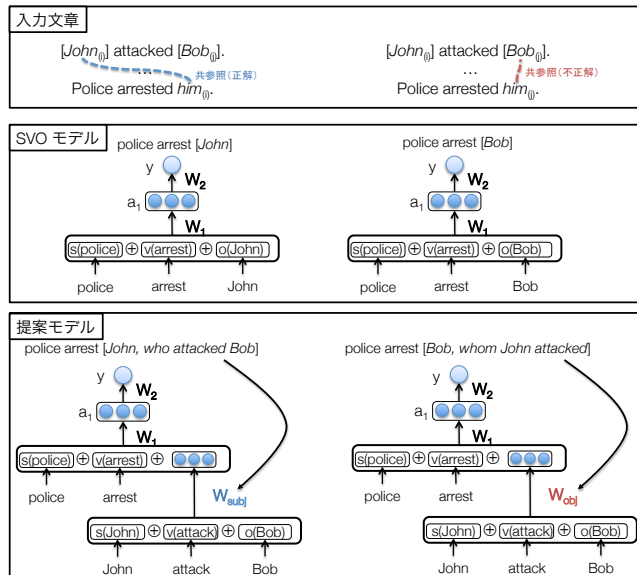 入力文章
[John(i)] attacked [Bob(j)].
...
Police arrested him(i).
共参照(正解)
[John(i)] attacked [Bob(j)].
...
Police arrested him(j).
共参照(不正解)
SVO モデル
police arrest [John]
y
W2
a1
W1
s(police) ⊕ v(arrest) + o(John)
police arrest John
police arrest [Bob]
y
W2
a1
W1
s(police) ⊕ v(arrest) + o(Bob)
police arrest Bob
提案モデル
police arrest [John, who attacked Bob]
y
W2
a1
W1
s(police) ⊕ v(arrest) +
police arrest
Wsubj
s(John) + v(attack) + o(Bob)
John attack Bob
police arrest [Bob, whom John attacked]
y
W2
a1
W1
s(police) ⊕ v(arrest) +
police arrest
Wobj
s(John) + v(attack) + o(Bob)
John attack Bob